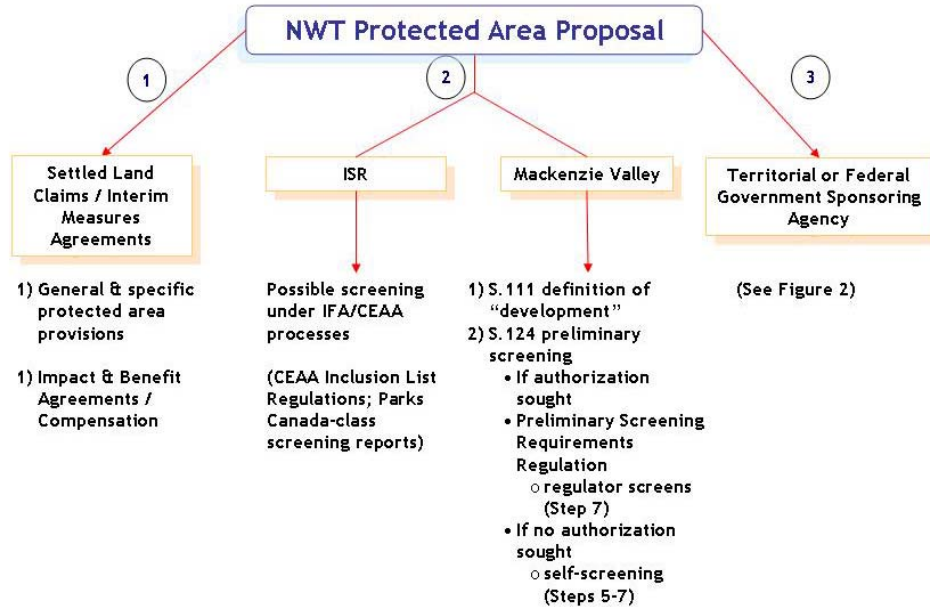 NWT Protected Area Proposal
1
2
3
Settled Land
Claims / Interim
Measures
Agreements
1) General & specific
protected area
provisions
1) Impact & Benefit
Agreements /
Compensation
ISR
Possible screening
under IFA/CEAA
processes
(CEAA Inclusion List
Regulations; Parks
Canada-class
screening reports)
Mackenzie Valley
1) S.111 definition of
“development”
2) S.124 preliminary
screening
• If authorization
sought
• Preliminary Screening
Requirements
Regulation
o regulator screens
(Step 7)
• If no authorization
sought
o self-screening
(Steps 5-7)
Territorial or Federal
Government Sponsoring
Agency
(See Figure 2)